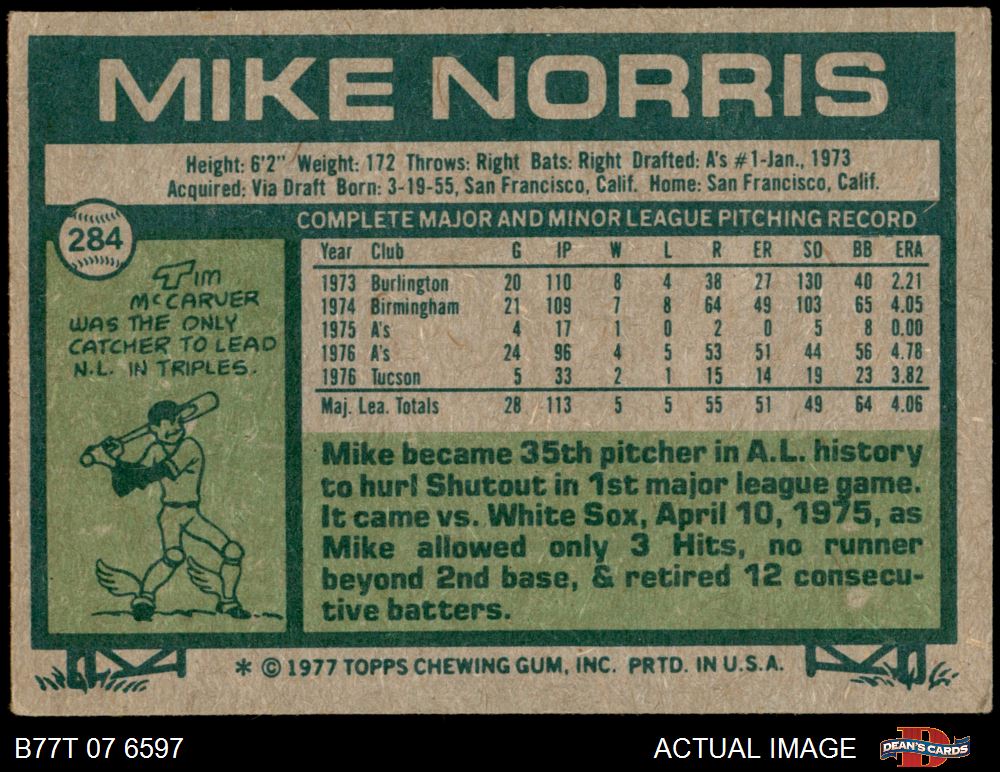 MIKE NORRIS
Height: 6'2" Weight: 172 Throws: Right Bats: Right Drafted: A's #1-Jan., 1973
Acquired: Via Draft Born: 3-19-55, San Francisco, Calif. Home: San Francisco, Calif.
284
COMPLETE MAJOR AND MINOR LEAGUE PITCHING RECORD
Year Club G IP W L R ER SO BB ERA
1973 Burlington 20 110 8 4 38 27 130 40 2.21
1974 Birmingham 21 109 7 8 64 49 103 65 4.05
1975 A's 4 17 1 0 2 0 5 8 0.00
1976 A's 24 96 4 5 53 51 44 56 4.78
1976 Tucson 5 33 2 1 15 14 19 23 3.82
Maj. Lea. Totals 28 113 5 5 55 51 49 64 4.06
TIM
McCARVER
WAS THE ONLY
CATCHER TO LEAD
N.L. IN TRIPLES.
Mike became 35th pitcher in A.L. history
to hurl Shutout in 1st major league game.
It came vs. White Sox, April 10, 1975, as
Mike allowed only 3 Hits, no runner
beyond 2nd base, & retired 12 consecu-
tive batters.
* © 1977 TOPPS CHEWING GUM, INC. PRTD. IN U.S.A.
B77T 07 6597
ACTUAL IMAGE
DEAN'S CARDS